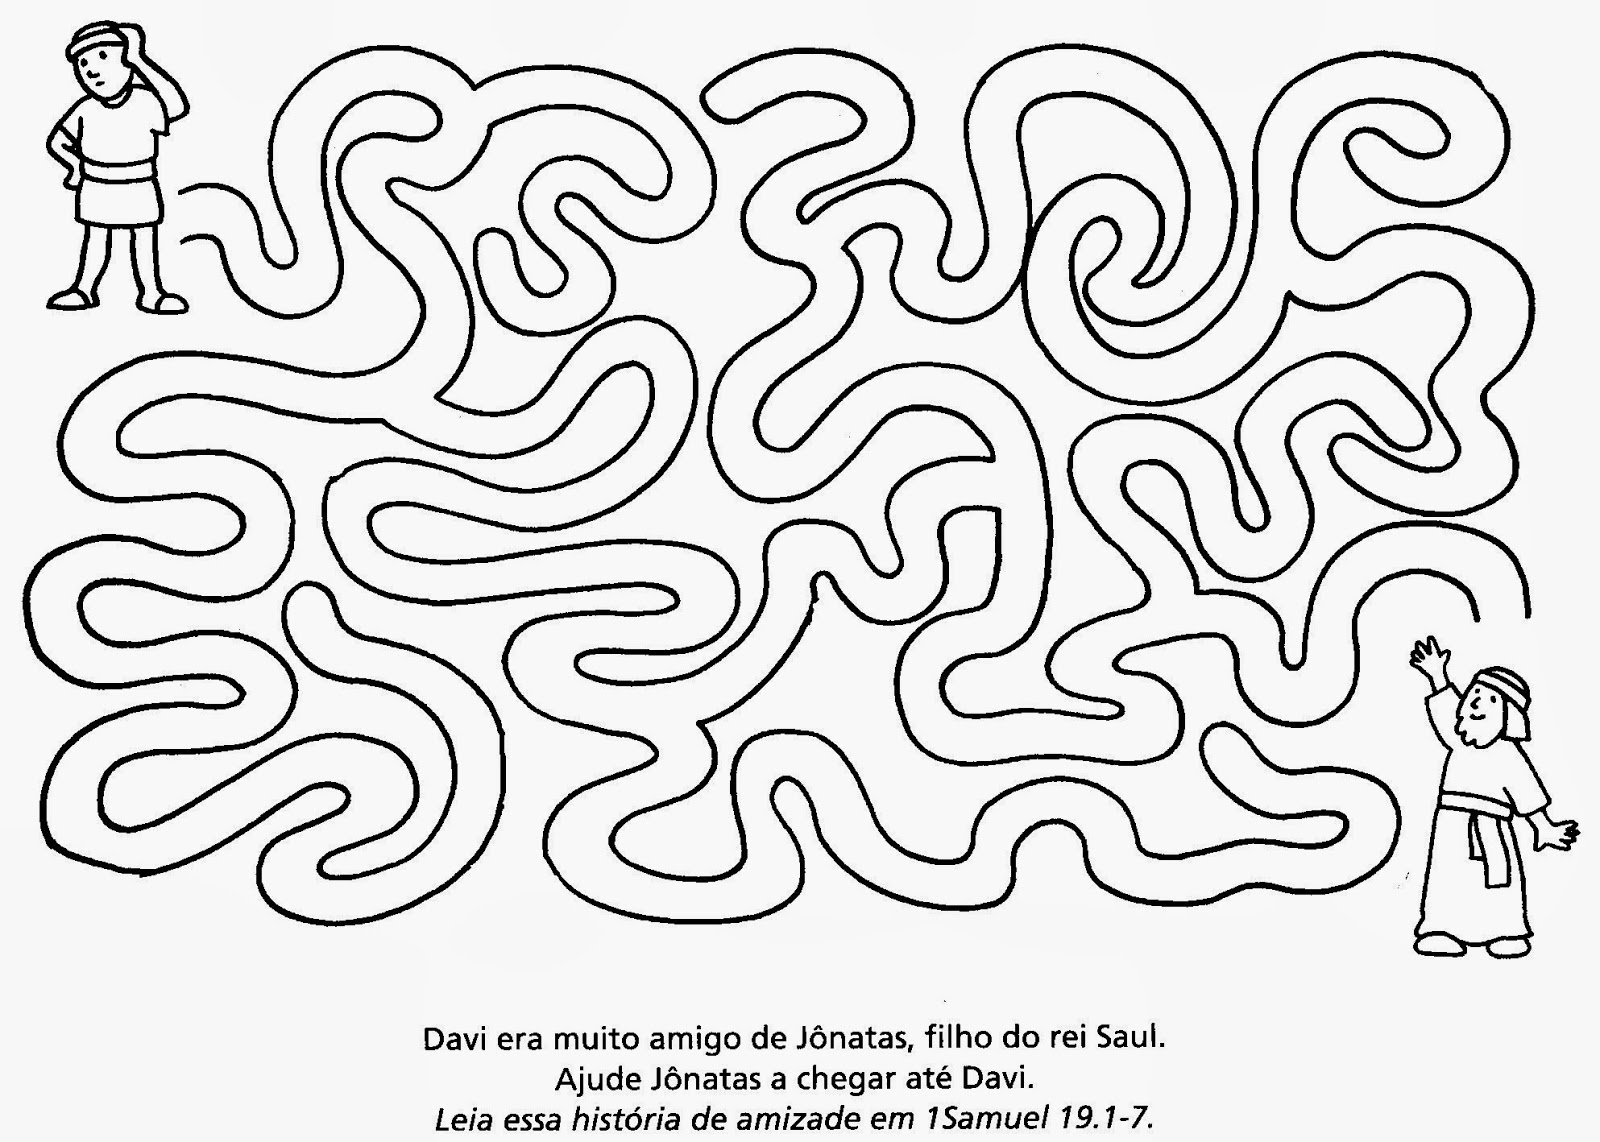 Davi era muito amigo de Jônatas, filho do rei Saul.
Ajude Jônatas a chegar até Davi.
Leia essa história de amizade em 1Samuel 19.1-7.